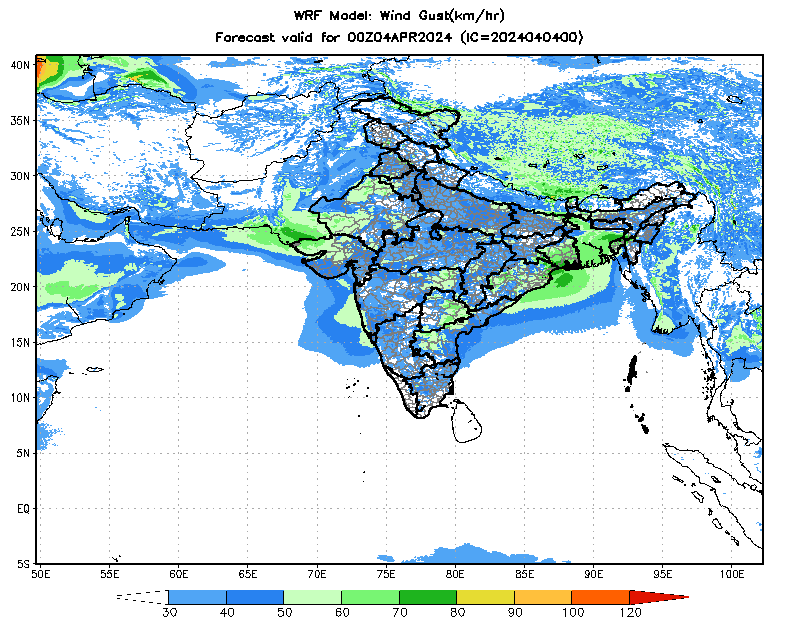 WRF Model: Wind Gust(km/hr)
Forecast valid for 00Z04APR2024 (IC=2024040400)
40N
35N
30N
25N
20N
15N
10N
5N
EQ
5S
50E 55E 60E 65E 70E 75E 80E 85E 90E 95E 100E
30 40 50 60 70 80 90 100 120